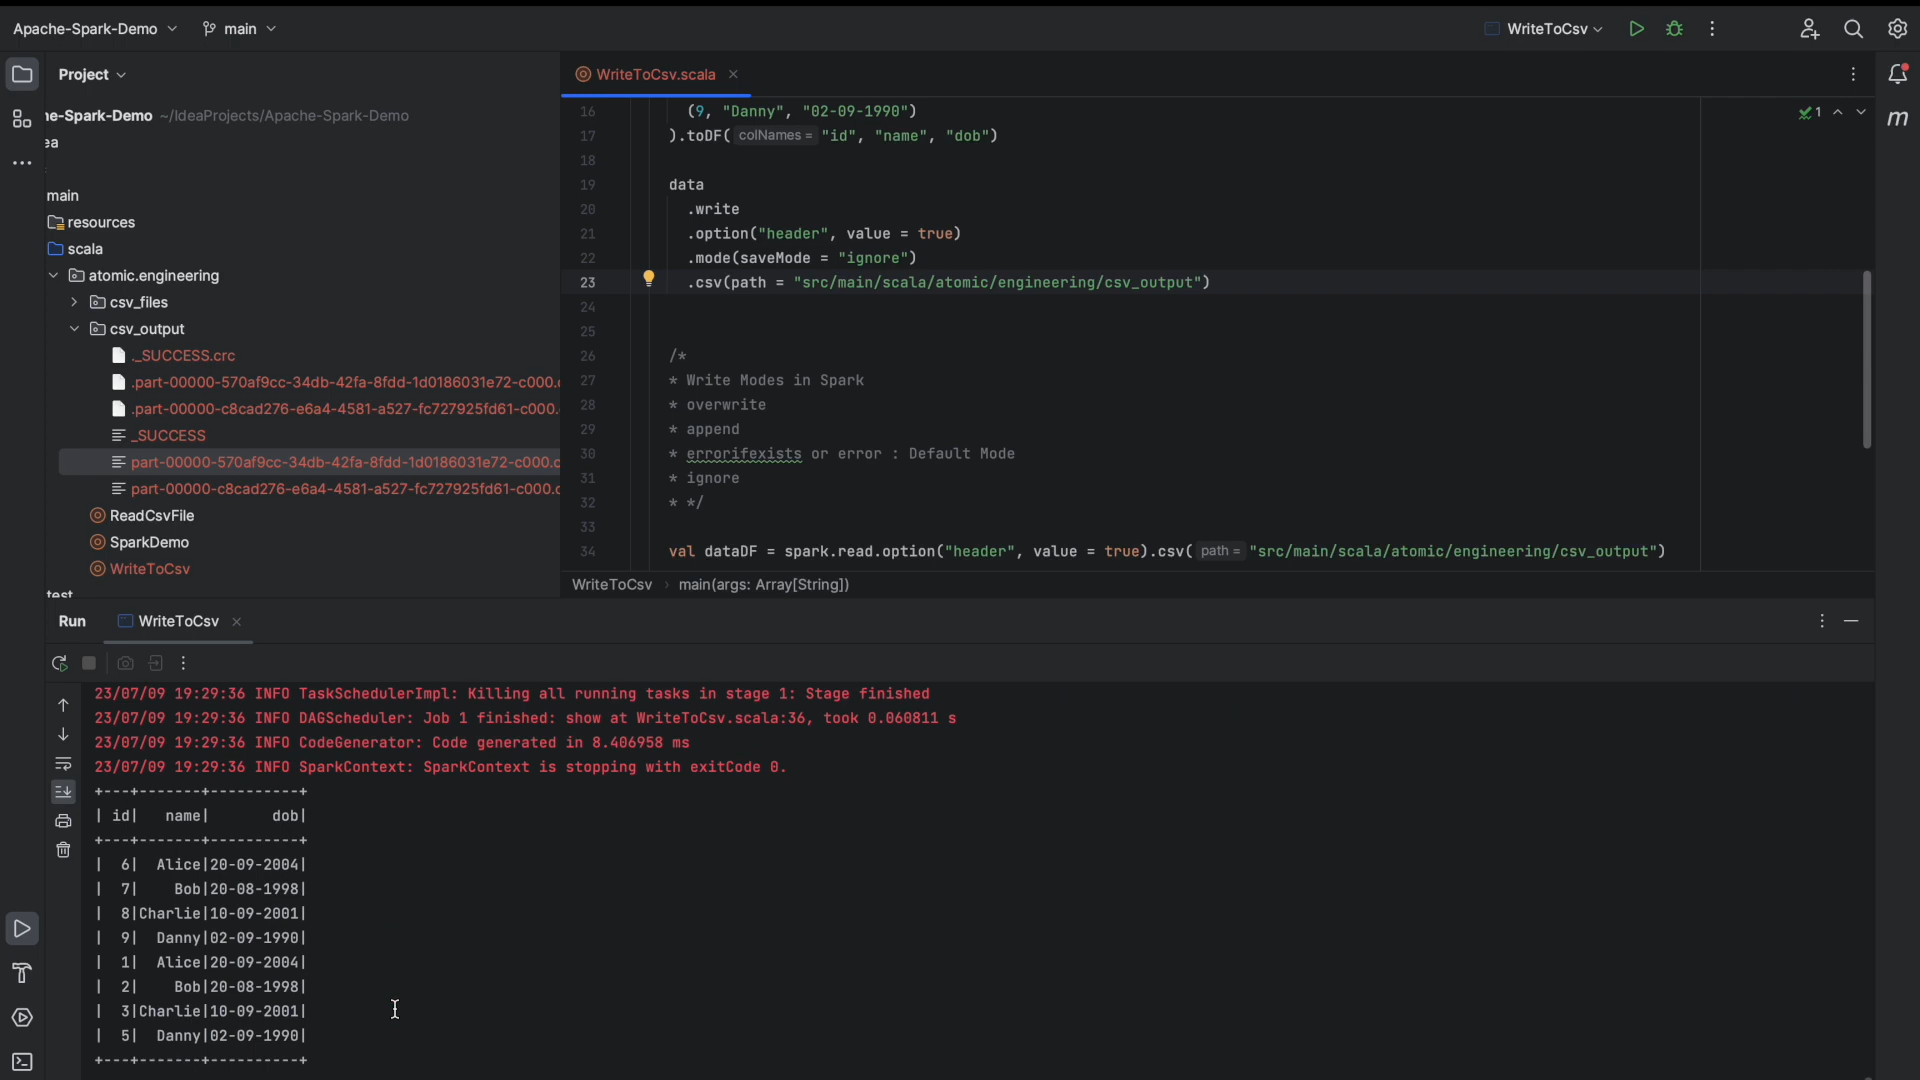 Apache-Spark-Demo main WriteToCsv
Project
he-Spark-Demo ~/IdeaProjects/Apache-Spark-Demo
ea
main
resources
scala
atomic.engineering
csv_files
csv_output
._SUCCESS.crc
.part-00000-570af9cc-34db-42fa-8fdd-1d0186031e72-c000.c
.part-00000-c8cad276-e6a4-4581-a527-fc727925fd61-c000.
_SUCCESS
part-00000-570af9cc-34db-42fa-8fdd-1d0186031e72-c000.c
part-00000-c8cad276-e6a4-4581-a527-fc727925fd61-c000.c
ReadCsvFile
SparkDemo
WriteToCsv
test
WriteToCsv.scala
1
m
16 (9, "Danny", "02-09-1990")
17 ).toDF( colNames = "id", "name", "dob")
18
19 data
20 .write
21 .option("header", value = true)
22 .mode(saveMode = "ignore")
23 .csv(path = "src/main/scala/atomic/engineering/csv_output")
24
25
26 /*
27 * Write Modes in Spark
28 * overwrite
29 * append
30 * errorifexists or error : Default Mode
31 * ignore
32 * */
33
34 val dataDF = spark.read.option("header", value = true).csv( path = "src/main/scala/atomic/engineering/csv_output")
WriteToCsv > main(args: Array[String])
Run WriteToCsv
23/07/09 19:29:36 INFO TaskSchedulerImpl: Killing all running tasks in stage 1: Stage finished
23/07/09 19:29:36 INFO DAGScheduler: Job 1 finished: show at WriteToCsv.scala:36, took 0.060811 s
23/07/09 19:29:36 INFO CodeGenerator: Code generated in 8.406958 ms
23/07/09 19:29:36 INFO SparkContext: SparkContext is stopping with exitCode 0.
+---+-------+----------+
| id|   name|       dob|
+---+-------+----------+
|  6|  Alice|20-09-2004|
|  7|    Bob|20-08-1998|
|  8|Charlie|10-09-2001|
|  9|  Danny|02-09-1990|
|  1|  Alice|20-09-2004|
|  2|    Bob|20-08-1998|
|  3|Charlie|10-09-2001|
|  5|  Danny|02-09-1990|
+---+-------+----------+